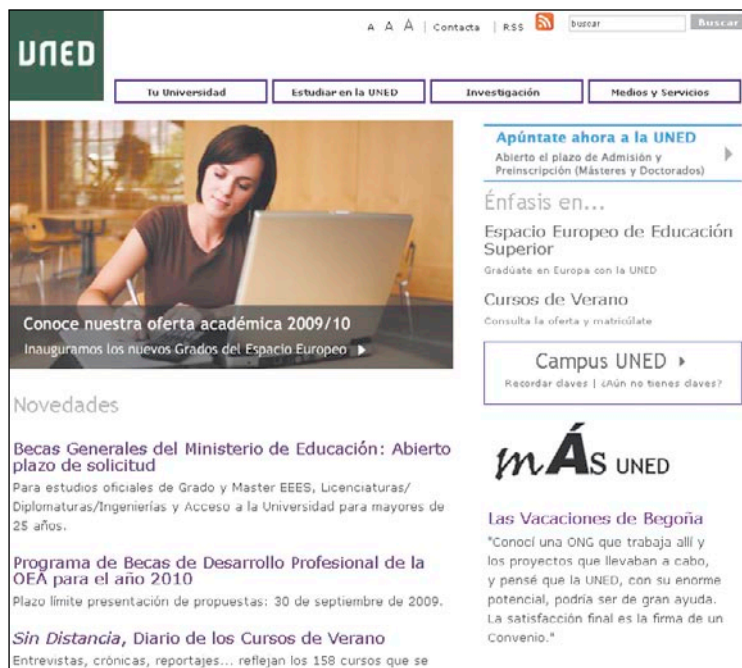 UNED
A A A | Contacta | RSS buscar Buscar
Tu Universidad Estudiar en la UNED Investigación Medios y Servicios
Conoce nuestra oferta académica 2009/10
Inauguramos los nuevos Grados del Espacio Europeo
Novedades
Becas Generales del Ministerio de Educación: Abierto
plazo de solicitud
Para estudios oficiales de Grado y Master EEES, Licenciaturas/
Diplomaturas/Ingenierías y Acceso a la Universidad para mayores de
25 años.
Programa de Becas de Desarrollo Profesional de la
OEA para el año 2010
Plazo límite presentación de propuestas: 30 de septiembre de 2009.
Sin Distancia, Diario de los Cursos de Verano
Entrevistas, crónicas, reportajes... reflejan los 158 cursos que se
Apúntate ahora a la UNED
Abierto el plazo de Admisión y
Preinscripción (Másteres y Doctorados)
Énfasis en...
Espacio Europeo de Educación
Superior
Gradúate en Europa con la UNED
Cursos de Verano
Consulta la oferta y matricúlate
Campus UNED
Recordar claves | ¿Aún no tienes claves?
mÁs UNED
Las Vacaciones de Begoña
"Conocí una ONG que trabaja allí y
los proyectos que llevaban a cabo,
y pensé que la UNED, con su enorme
potencial, podría ser de gran ayuda.
La satisfacción final es la firma de un
Convenio."